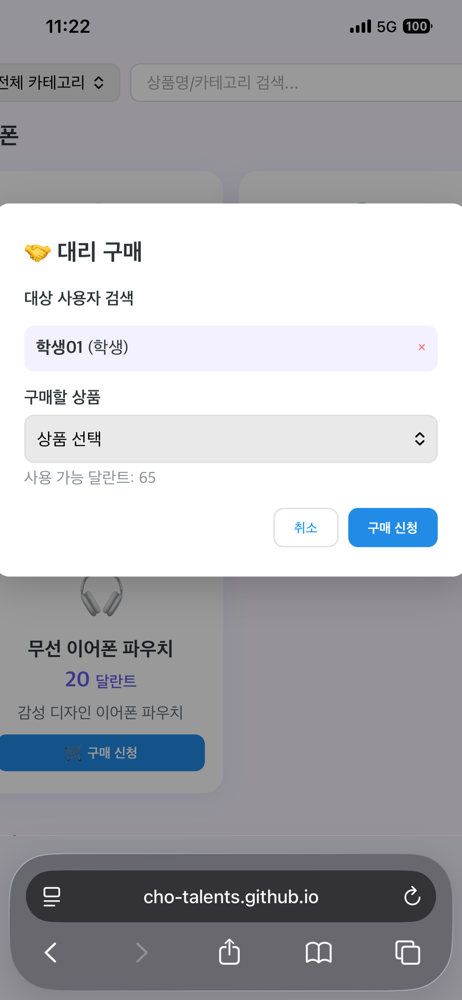 11:22 5G 100
전체 카테고리 상품명/카테고리 검색...
폰
대리 구매
대상 사용자 검색
학생01 (학생) ×
구매할 상품
상품 선택
사용 가능 달란트: 65
취소 구매 신청
무선 이어폰 파우치
20 달란트
감성 디자인 이어폰 파우치
구매 신청
cho-talents.github.io